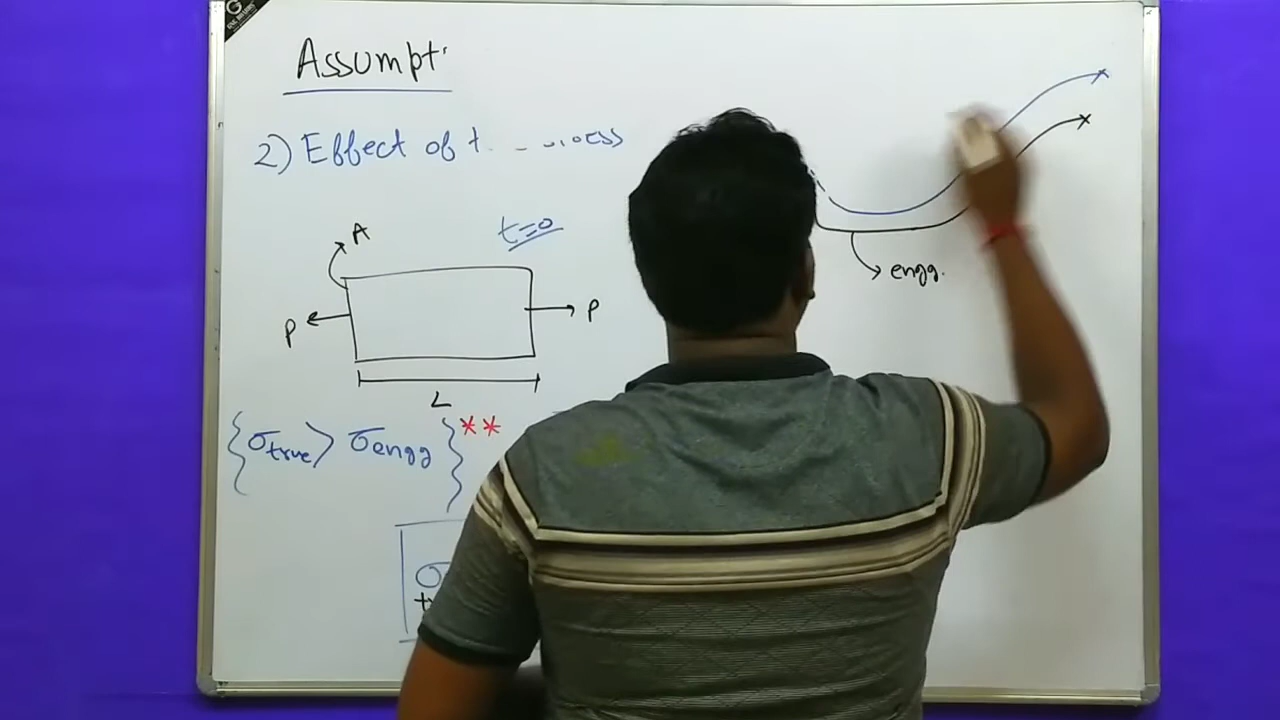 Assumpt
2) Effect of t
t=0
A
P
P
L
engg.
{σtrue > σengg}**
σ